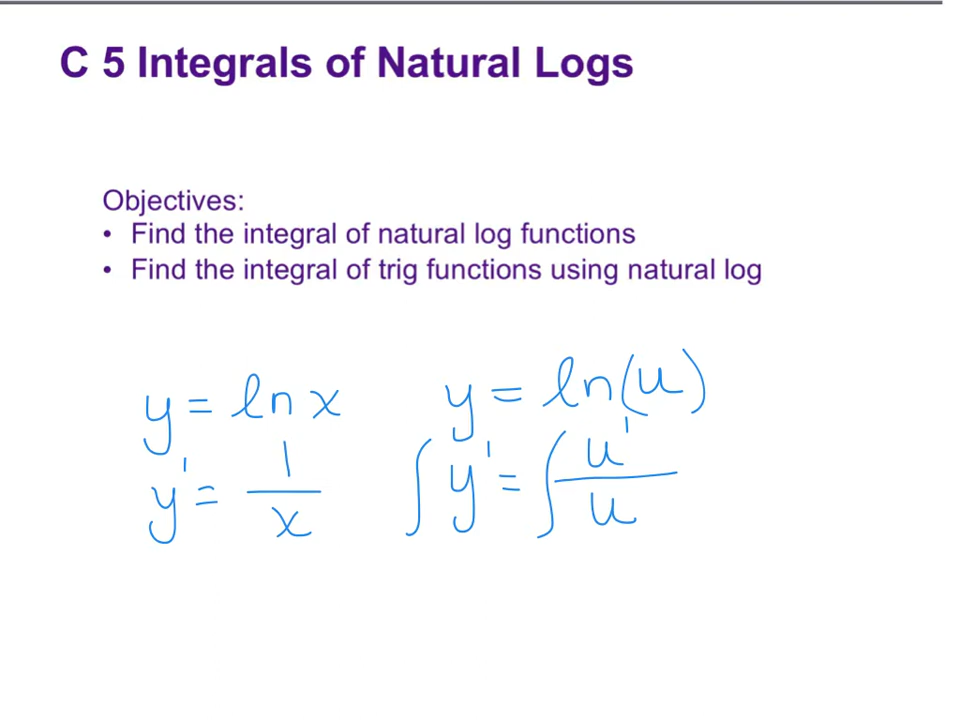 C 5 Integrals of Natural Logs
Objectives:
• Find the integral of natural log functions
• Find the integral of trig functions using natural log
y = ln x
y' = 1/x
y = ln(u)
∫ y' = ∫ u'/u